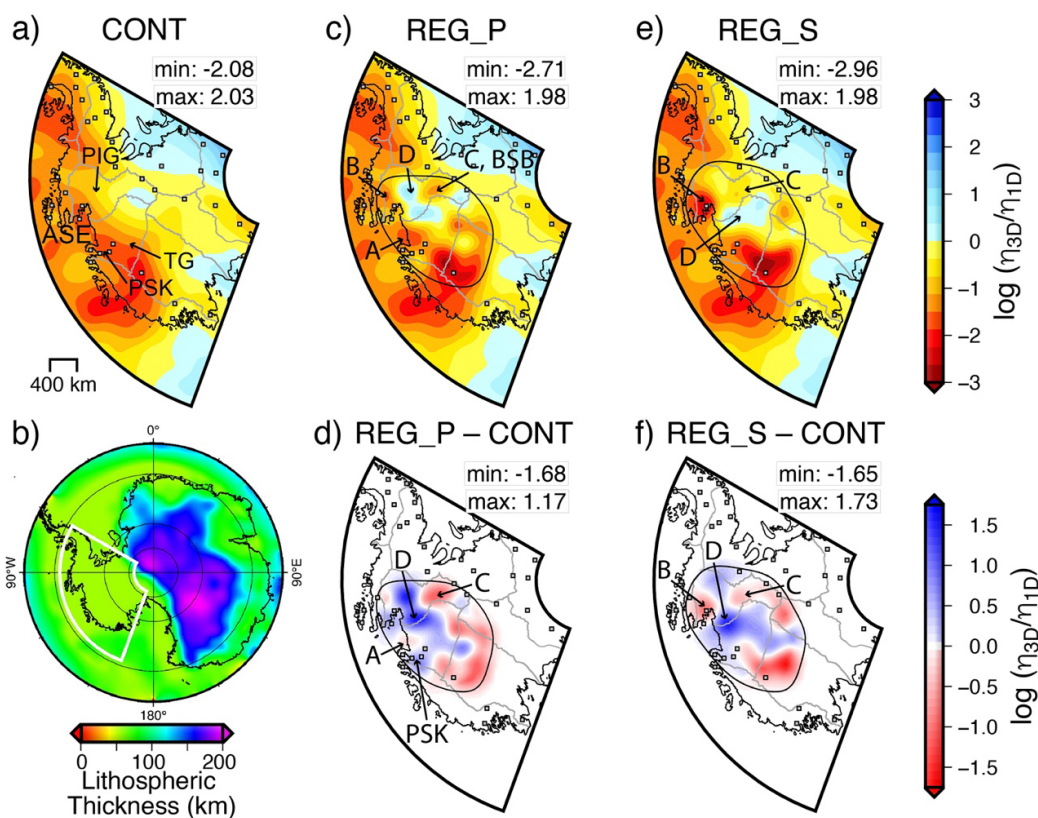 a) CONT
min: -2.08
max: 2.03
PIG
ASE
TG
PSK
400 km
c) REG_P
min: -2.71
max: 1.98
B
D
C, BSB
A
e) REG_S
min: -2.96
max: 1.98
B
C
D
3
2
1
0
−1
−2
−3
log (η3D/η1D)
b)
0°
90°W
90°E
180°
0 100 200
Lithospheric
Thickness (km)
d) REG_P – CONT
min: -1.68
max: 1.17
D
C
A
PSK
f) REG_S – CONT
min: -1.65
max: 1.73
D
B
C
1.5
1.0
0.5
0.0
−0.5
−1.0
−1.5
log (η3D/η1D)